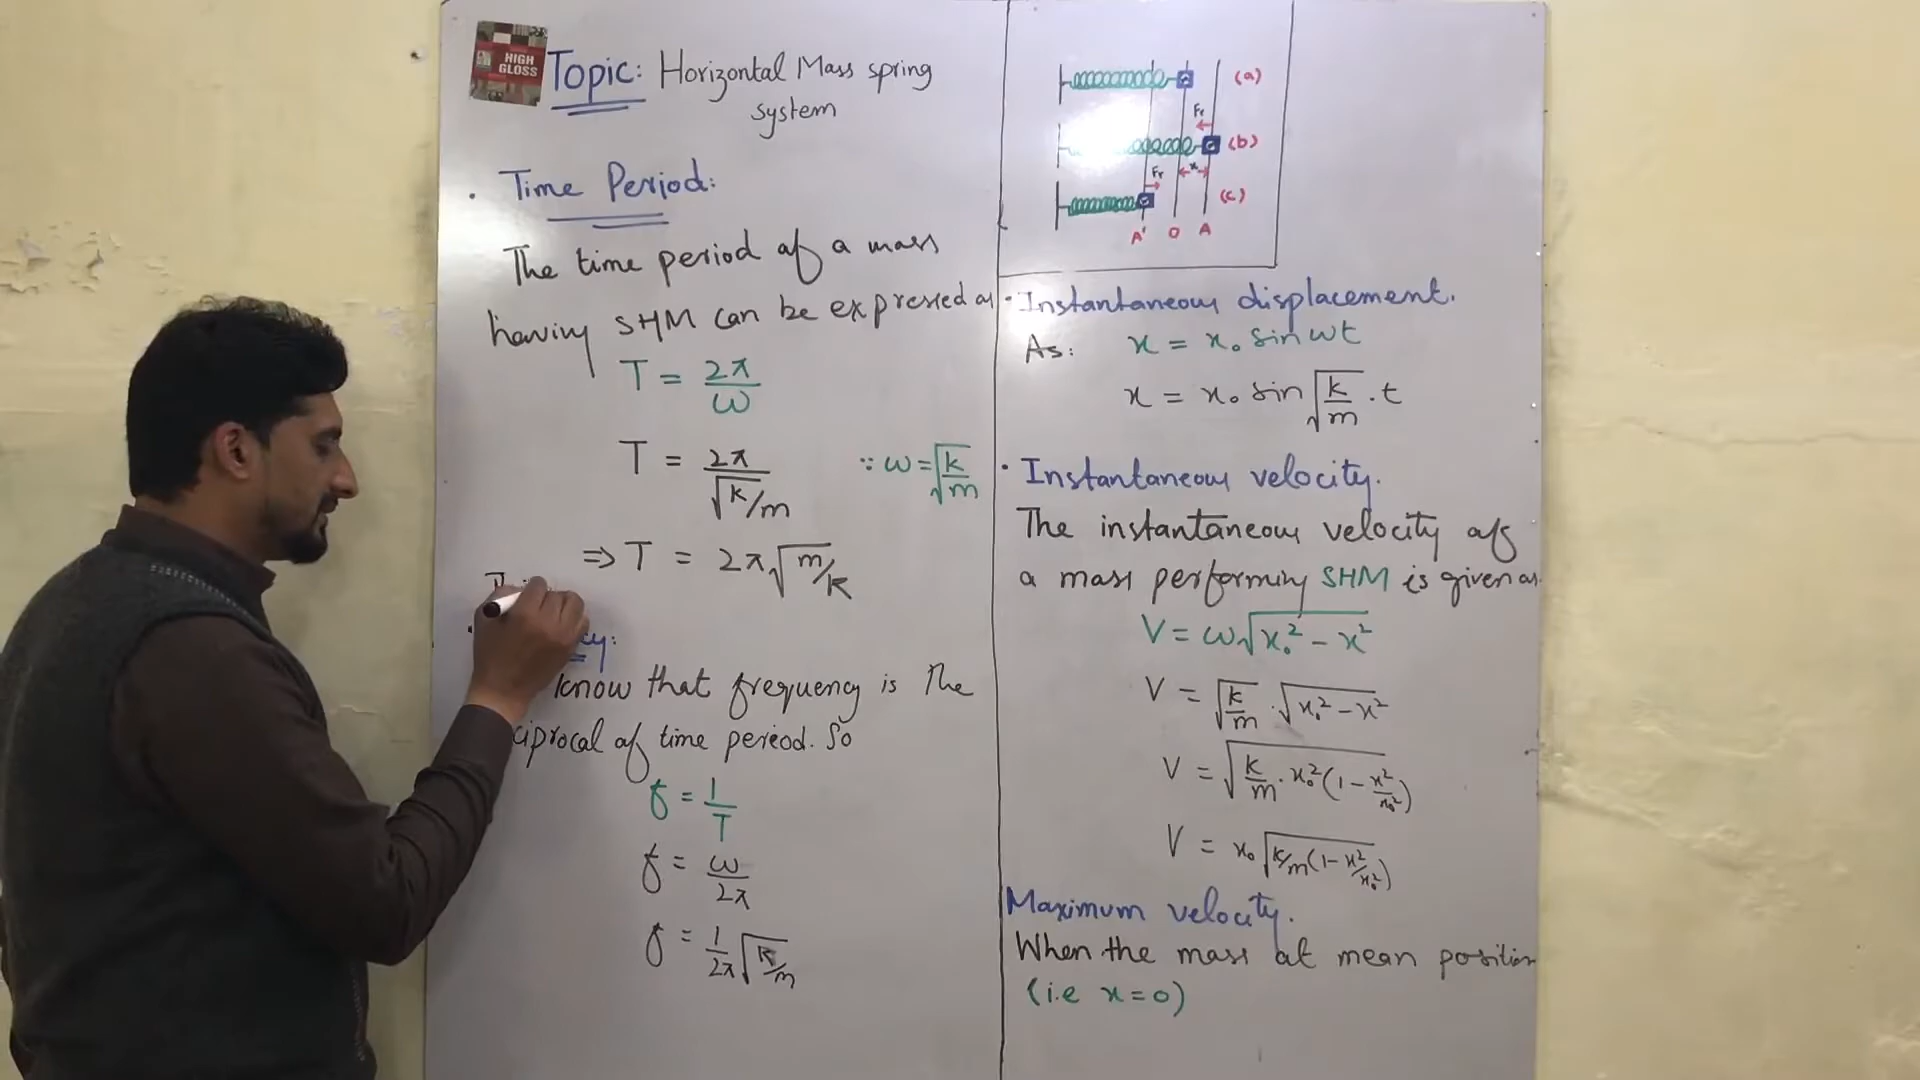 HIGH
GLOSS
Topic: Horizontal Mass spring
system
. Time Period:
The time period of a mass
having SHM can be expressed as
T = 2π/ω
T = 2π/√k/m ∵ ω = √k/m
⇒ T = 2π√m/k
know that frequency is the
ciprocal of time period. So
f = 1/T
f = ω/2π
f = 1/2π √k/m
(a)
Fr
(b)
Fr x
(c)
A' O A
· Instantaneous displacement.
As: x = x₀ sin ωt
x = x₀ sin √k/m . t
· Instantaneous velocity.
The instantaneous velocity of
a mass performing SHM is given as
V = ω√x₀² - x²
V = √k/m . √x₀² - x²
V = √k/m . x₀² (1 - x²/x₀²)
V = x₀ √k/m (1 - x²/x₀²)
Maximum velocity.
When the mass at mean position
(i.e x = 0)